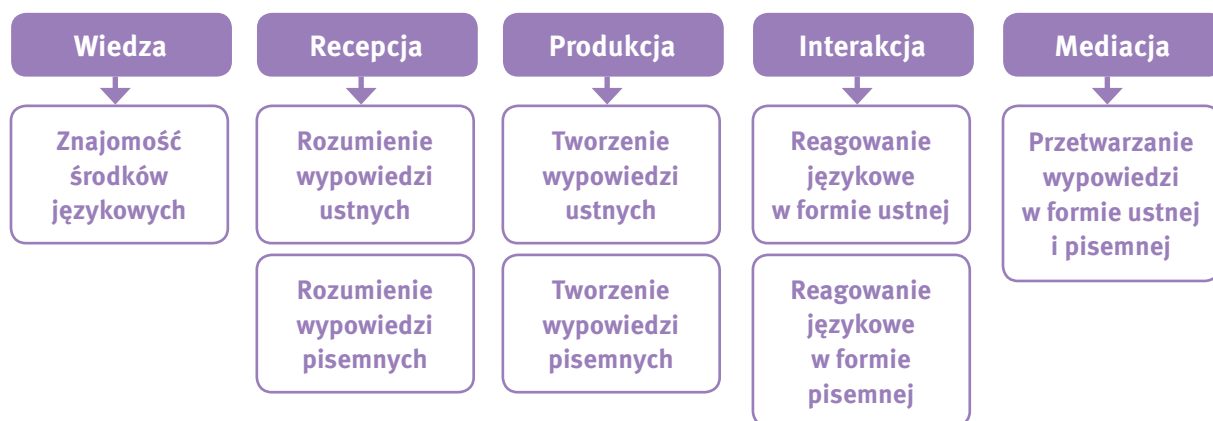 Wiedza
Znajomość
środków
językowych
Recepcja
Rozumienie
wypowiedzi
ustnych
Rozumienie
wypowiedzi
pisemnych
Produkcja
Tworzenie
wypowiedzi
ustnych
Tworzenie
wypowiedzi
pisemnych
Interakcja
Reagowanie
językowe
w formie ustnej
Reagowanie
językowe
w formie
pisemnej
Mediacja
Przetwarzanie
wypowiedzi
w formie ustnej
i pisemnej